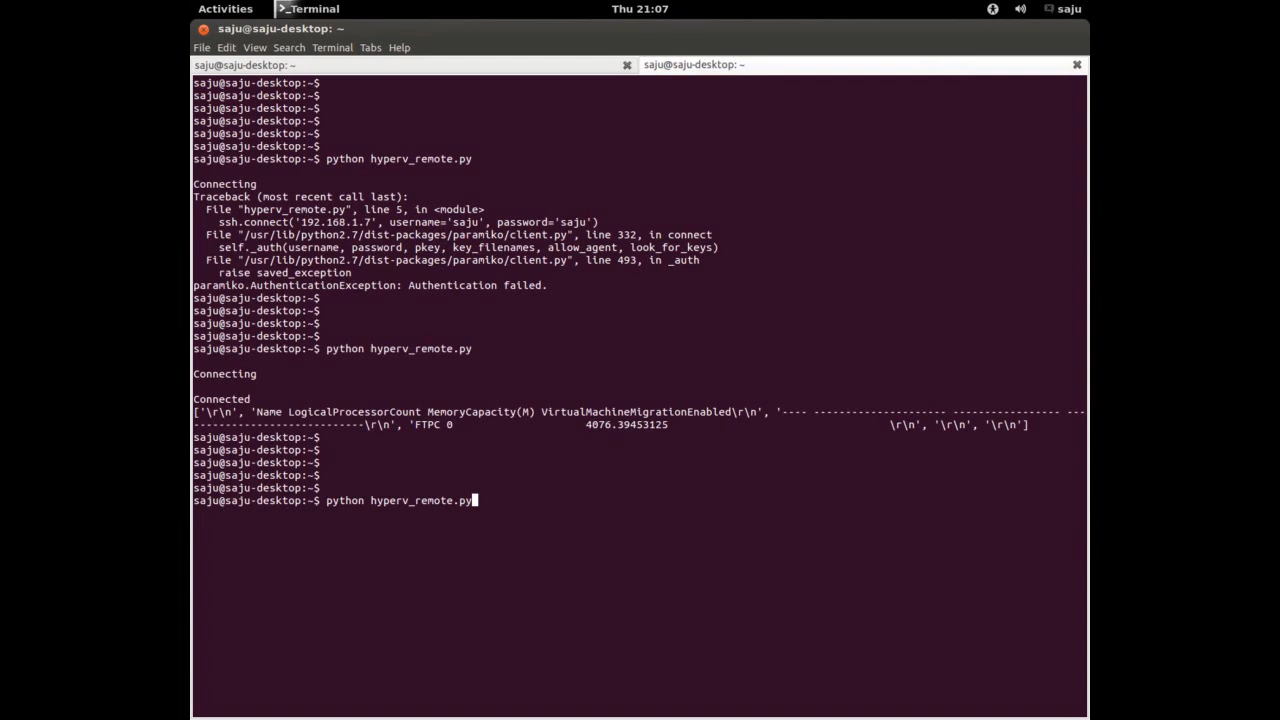 Activities >_Terminal Thu 21:07 saju
saju@saju-desktop: ~
File Edit View Search Terminal Tabs Help
saju@saju-desktop: ~ saju@saju-desktop: ~
saju@saju-desktop:~$
saju@saju-desktop:~$
saju@saju-desktop:~$
saju@saju-desktop:~$
saju@saju-desktop:~$
saju@saju-desktop:~$
saju@saju-desktop:~$ python hyperv_remote.py
Connecting
Traceback (most recent call last):
  File "hyperv_remote.py", line 5, in <module>
    ssh.connect('192.168.1.7', username='saju', password='saju')
  File "/usr/lib/python2.7/dist-packages/paramiko/client.py", line 332, in connect
    self._auth(username, password, pkey, key_filenames, allow_agent, look_for_keys)
  File "/usr/lib/python2.7/dist-packages/paramiko/client.py", line 493, in _auth
    raise saved_exception
paramiko.AuthenticationException: Authentication failed.
saju@saju-desktop:~$
saju@saju-desktop:~$
saju@saju-desktop:~$
saju@saju-desktop:~$
saju@saju-desktop:~$ python hyperv_remote.py
Connecting
Connected
['\r\n', 'Name LogicalProcessorCount MemoryCapacity(M) VirtualMachineMigrationEnabled\r\n', '---- --------------------- ----------------- ---
---------------------------\r\n', 'FTPC 0                     4076.39453125                                   \r\n', '\r\n', '\r\n']
saju@saju-desktop:~$
saju@saju-desktop:~$
saju@saju-desktop:~$
saju@saju-desktop:~$
saju@saju-desktop:~$
saju@saju-desktop:~$ python hyperv_remote.py